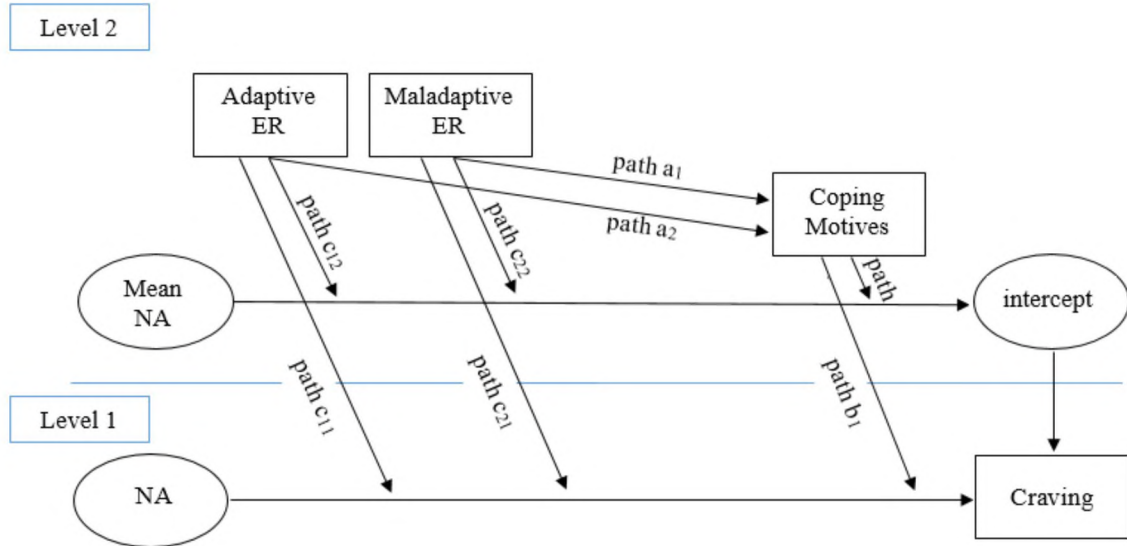 Level 2
Adaptive
ER
Maladaptive
ER
path a₁
path a₂
Coping
Motives
path c₁₂
path c₂₂
path
Mean
NA
intercept
path c₁₁
path c₂₁
path b₁
Level 1
NA
Craving